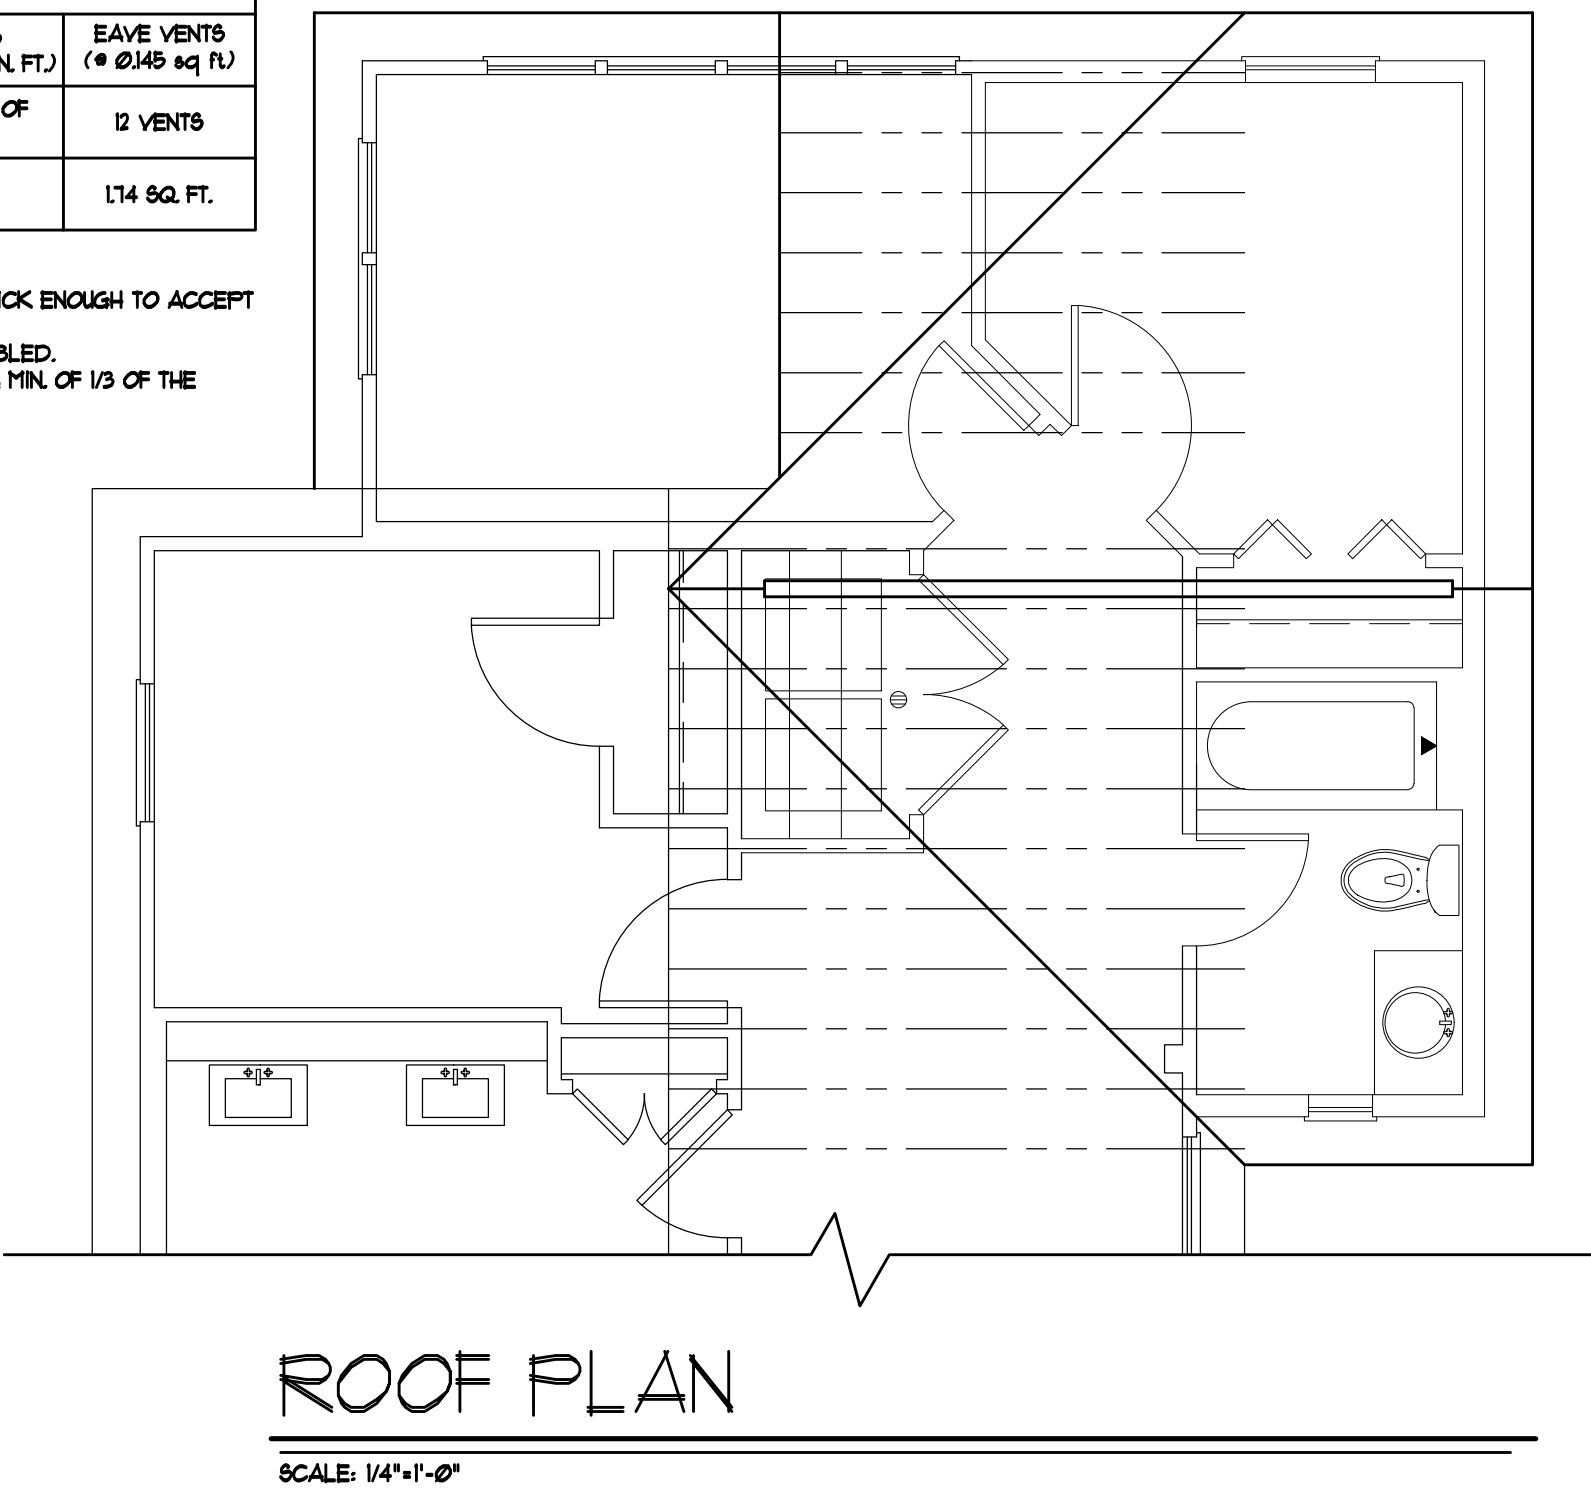 EAVE VENTS
N. FT.) (@ 0.145 sq ft)
OF
12 VENTS
1.74 SQ. FT.
ICK ENOUGH TO ACCEPT
BLED.
MIN. OF 1/3 OF THE
ROOF PLAN
SCALE: 1/4"=1'-0"